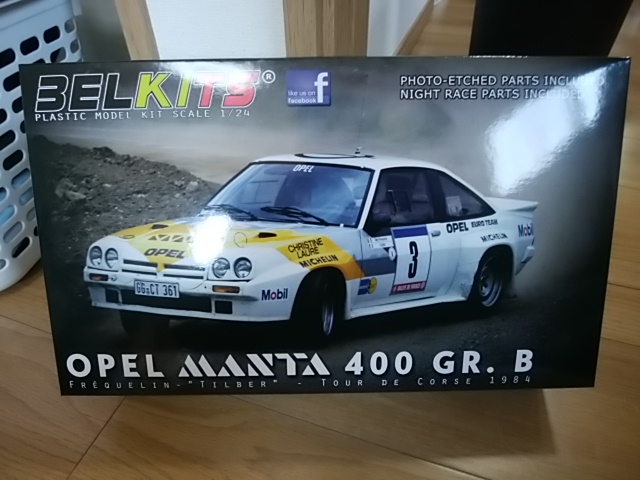 BELKITS®
PLASTIC MODEL KIT SCALE 1/24
like us on
facebook
f
PHOTO-ETCHED PARTS
NIGHT RACE PARTS
OPEL
OPEL EURO TEAM
MICHELIN
Mobil
3
CHRISTINE
LAURE
MICHELIN
OPEL
GG:CT 361
Mobil
OPEL MANTA 400 GR. B
FRÉQUELIN-"TILBER" - TOUR DE CORSE 1984